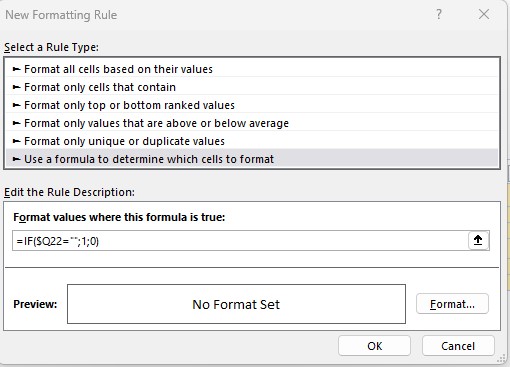 New Formatting Rule ? ×
Select a Rule Type:
► Format all cells based on their values
► Format only cells that contain
► Format only top or bottom ranked values
► Format only values that are above or below average
► Format only unique or duplicate values
► Use a formula to determine which cells to format
Edit the Rule Description:
Format values where this formula is true:
=IF($Q22="";1;0)
Preview: No Format Set Format...
OK Cancel